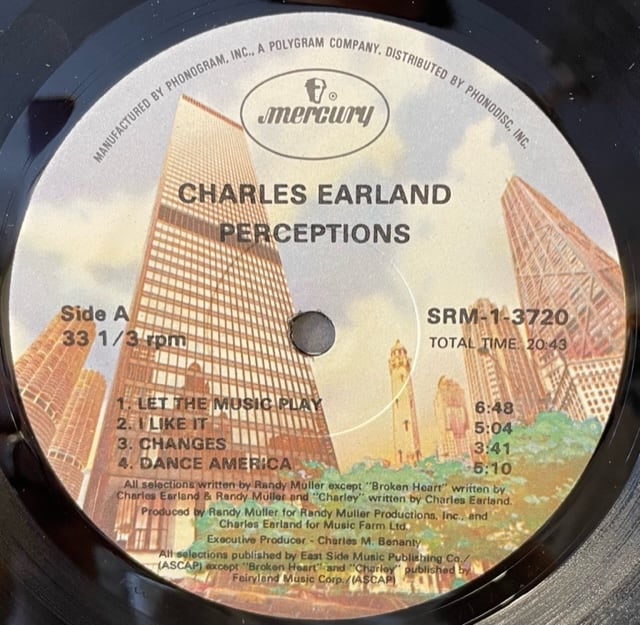 MANUFACTURED BY PHONOGRAM, INC., A POLYGRAM COMPANY, DISTRIBUTED BY PHONODISC, INC.
®
mercury
CHARLES EARLAND
PERCEPTIONS
Side A
33 1/3 rpm
SRM-1-3720
TOTAL TIME. 20:43
1. LET THE MUSIC PLAY 6:48
2. I LIKE IT 5:04
3. CHANGES 3:41
4. DANCE AMERICA 5:10
All selections written by Randy Muller except "Broken Heart" written by
Charles Earland & Randy Muller and "Charley" written by Charles Earland.
Produced by Randy Muller for Randy Muller Productions, Inc., and
Charles Earland for Music Farm Ltd.
Executive Producer - Charles M. Benanty
All selections published by East Side Music Publishing Co./
(ASCAP) except "Broken Heart" and "Charley" published by
Fairyland Music Corp./(ASCAP)